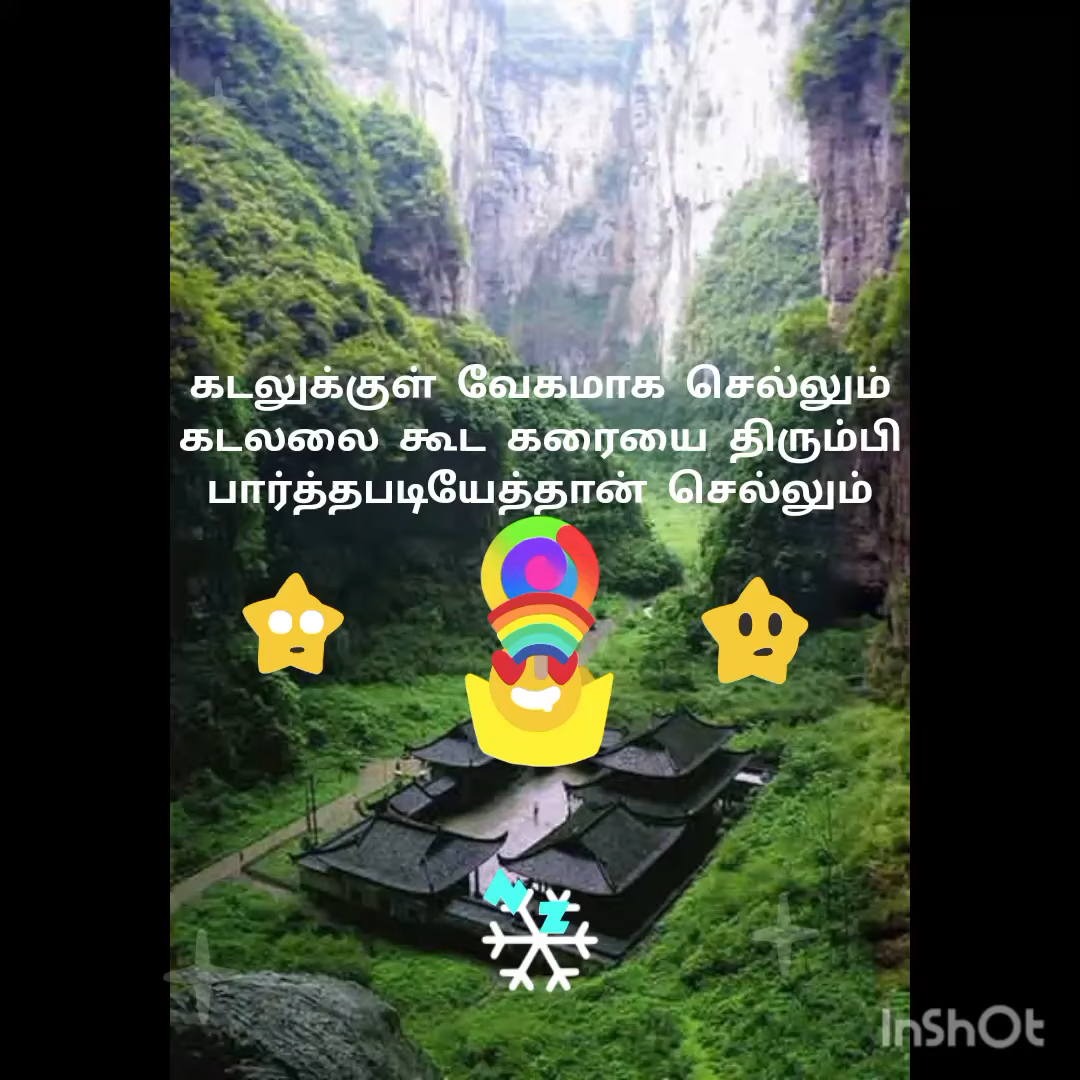 கடலுக்குள் வேகமாக செல்லும்
கடலலை கூட கரையை திரும்பி
பார்த்தபடியேத்தான் செல்லும்
N
Z
InShOt